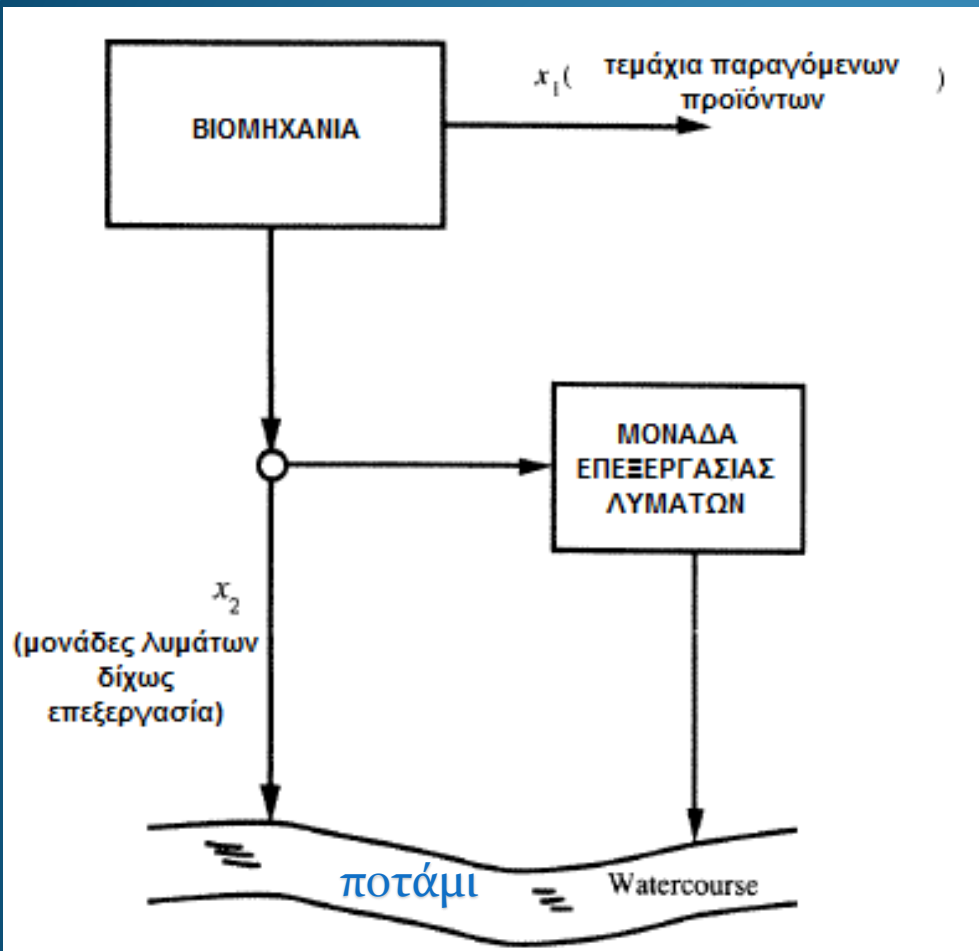 x1( τεμάχια παραγόμενων )
προϊόντων
ΒΙΟΜΗΧΑΝΙΑ
ΜΟΝΑΔΑ
ΕΠΕΞΕΡΓΑΣΙΑΣ
ΛΥΜΑΤΩΝ
x2
(μονάδες λυμάτων
δίχως
επεξεργασία)
ποτάμι
Watercourse